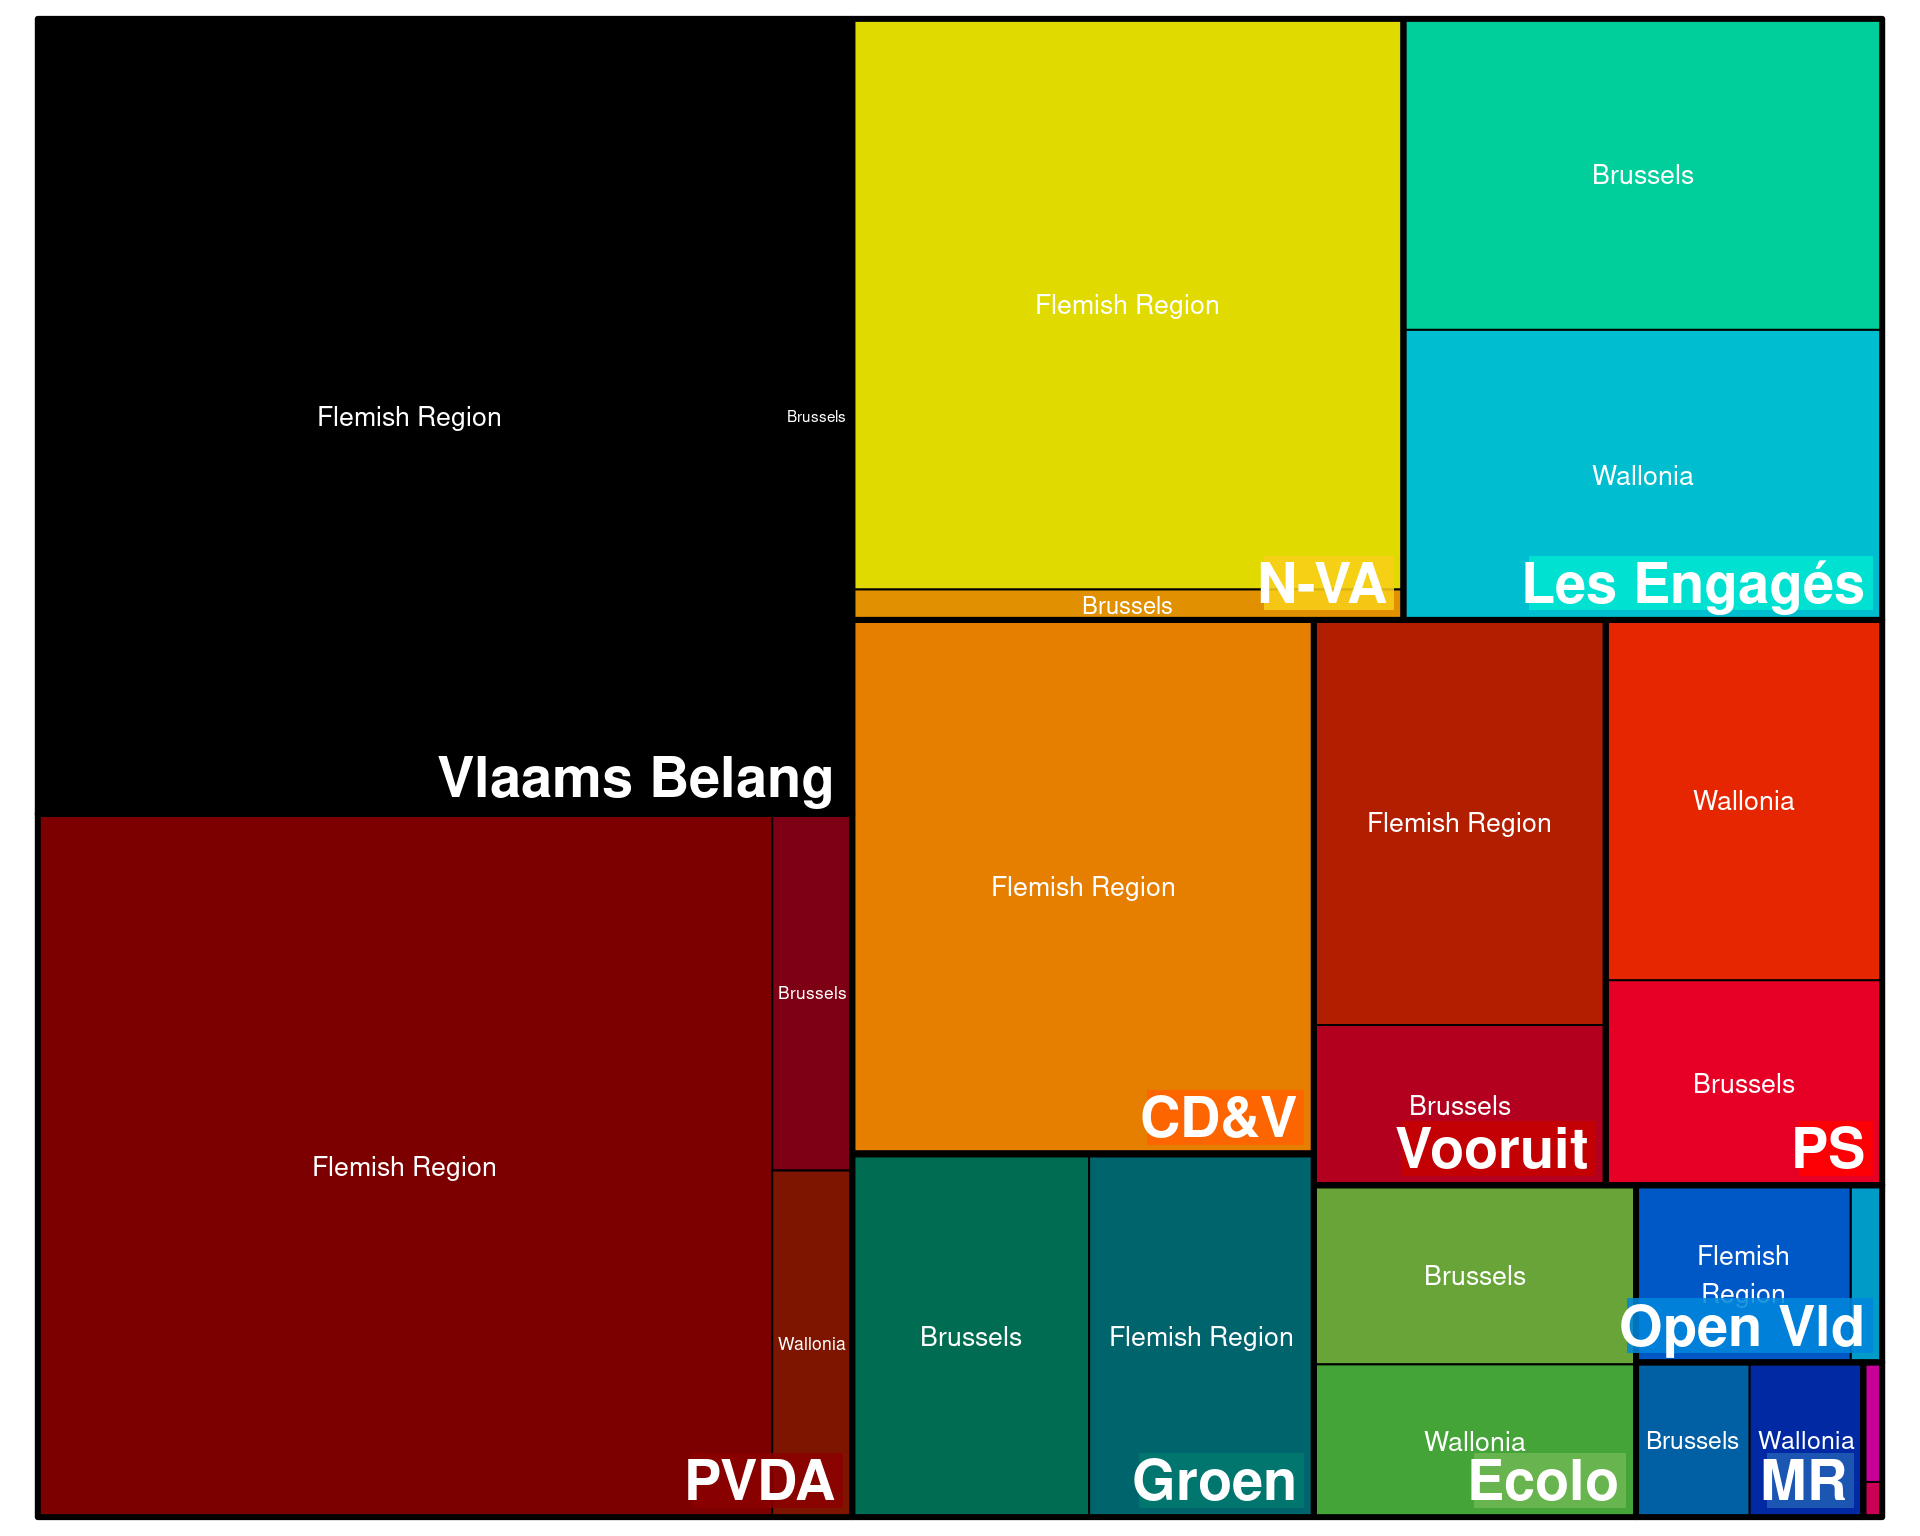 Flemish Region
Brussels
Vlaams Belang
Flemish Region
Brussels
N-VA
Brussels
Wallonia
Les Engagés
Flemish Region
Brussels
Wallonia
PVDA
Flemish Region
CD&V
Flemish Region
Brussels
Vooruit
Wallonia
Brussels
PS
Brussels
Flemish Region
Groen
Brussels
Wallonia
Ecolo
Flemish
Region
Open Vld
Brussels
Wallonia
MR